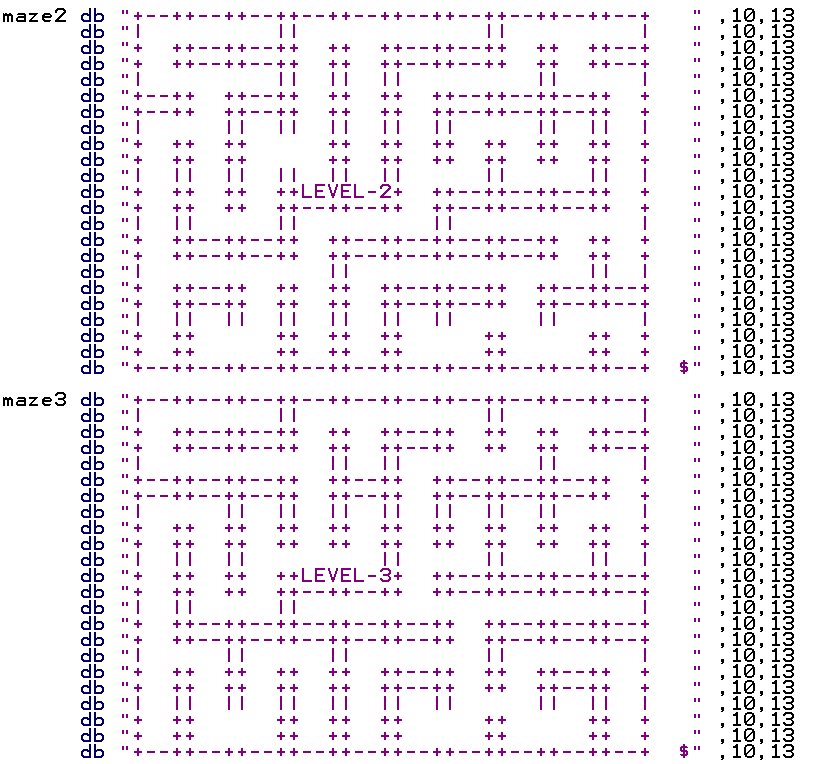 maze2 db "+--++--++--++--++--++--++--++--++--++--+   " ,10,13
      db "|          ||              ||          |   " ,10,13
      db "+  ++--++--++  ++  ++--++--++  ++  ++--+   " ,10,13
      db "+  ++--++--++  ++  ++--++--++  ++  ++--+   " ,10,13
      db "|          ||  ||  ||          ||      |   " ,10,13
      db "+--++  ++--++  ++  ++  ++--++--++--++  +   " ,10,13
      db "+--++  ++--++  ++  ++  ++--++--++--++  +   " ,10,13
      db "|      ||  ||  ||  ||  ||      ||  ||  |   " ,10,13
      db "+  ++  ++      ++  ++  ++  ++  ++  ++  +   " ,10,13
      db "+  ++  ++      ++  ++  ++  ++  ++  ++  +   " ,10,13
      db "|  ||  ||  ||  ||  ||      ||      ||  |   " ,10,13
      db "+  ++  ++  ++LEVEL-2+  ++--++--++--++  +   " ,10,13
      db "+  ++  ++  ++--++--++  ++--++--++--++  +   " ,10,13
      db "|  ||      ||          ||              |   " ,10,13
      db "+  ++--++--++  ++--++--++--++--++  ++  +   " ,10,13
      db "+  ++--++--++  ++--++--++--++--++  ++  +   " ,10,13
      db "|              ||                  ||  |   " ,10,13
      db "+  ++--++  ++  ++  ++--++--++  ++--++--+   " ,10,13
      db "+  ++--++  ++  ++  ++--++--++  ++--++--+   " ,10,13
      db "|  ||  ||  ||  ||      ||      ||      |   " ,10,13
      db "+  ++      ++  ++  ++      ++      ++  +   " ,10,13
      db "+  ++      ++  ++  ++      ++      ++  +   " ,10,13
      db "+--++--++--++--++--++--++--++--++--++--+  $" ,10,13
maze3 db "+--++--++--++--++--++--++--++--++--++--+   " ,10,13
      db "|          ||              ||          |   " ,10,13
      db "+  ++--++--++  ++  ++--++  ++  ++  ++--+   " ,10,13
      db "+  ++--++--++  ++  ++--++  ++  ++  ++--+   " ,10,13
      db "|              ||  ||          ||      |   " ,10,13
      db "+--++--++--++  ++  ++  ++--++--++--++  +   " ,10,13
      db "+--++--++--++  ++  ++  ++--++--++--++  +   " ,10,13
      db "|      ||      ||  ||  ||  ||  ||      |   " ,10,13
      db "+  ++  ++  ++  ++  ++  ++  ++  ++  ++  +   " ,10,13
      db "+  ++  ++  ++  ++  ++  ++  ++  ++  ++  +   " ,10,13
      db "|  ||  ||          ||      ||      ||  |   " ,10,13
      db "+  ++  ++  ++LEVEL-3+  ++--++--++--++  +   " ,10,13
      db "+  ++  ++  ++--++--++  ++--++--++--++  +   " ,10,13
      db "|  ||      ||                          |   " ,10,13
      db "+  ++--++--++--++--++--++  ++--++--++  +   " ,10,13
      db "+  ++--++--++--++--++--++  ++--++--++  +   " ,10,13
      db "|      ||      ||          ||          |   " ,10,13
      db "+  ++  ++  ++  ++  ++--++  ++  ++--++  +   " ,10,13
      db "+  ++  ++  ++  ++  ++--++  ++  ++--++  +   " ,10,13
      db "|  ||  ||  ||  ||      ||      ||  ||  |   " ,10,13
      db "+  ++      ++  ++  ++      ++      ++  +   " ,10,13
      db "+  ++      ++  ++  ++      ++      ++  +   " ,10,13
      db "+--++--++--++--++--++--++--++--++--++--+  $" ,10,13